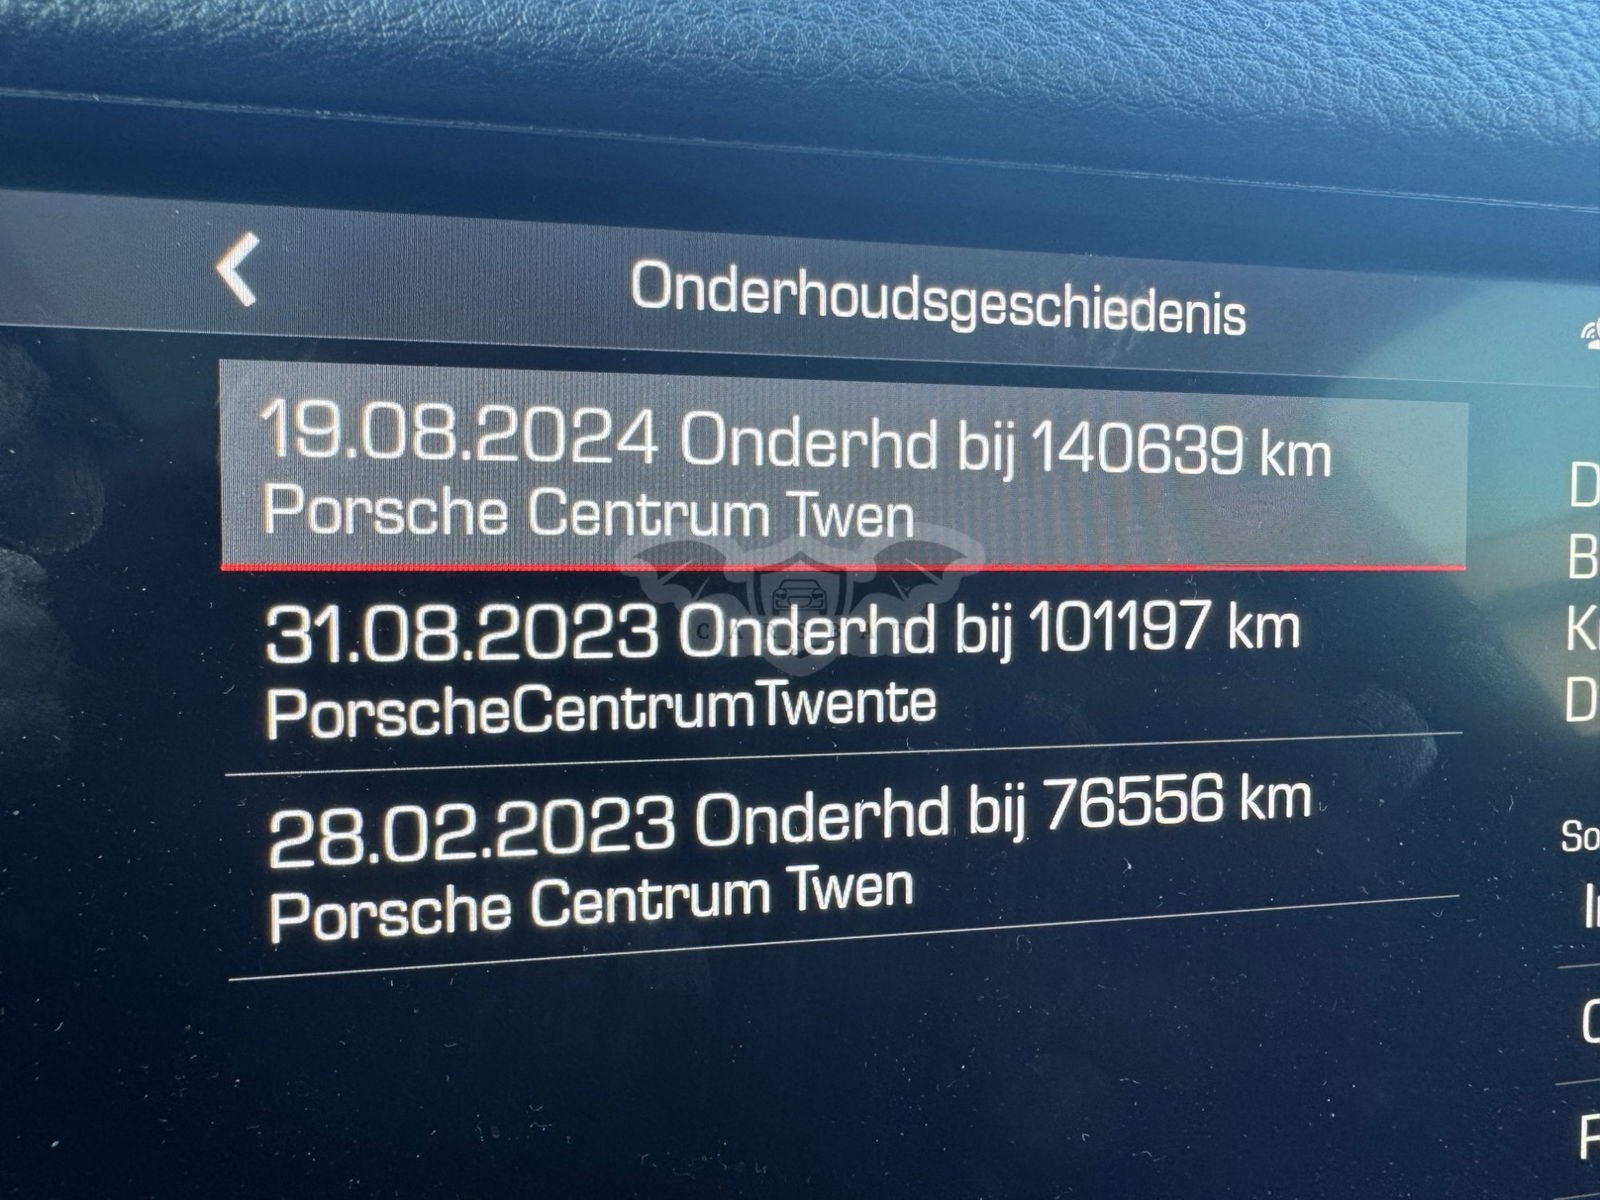 Onderhoudsgeschiedenis
19.08.2024 Onderhd bij 140639 km
Porsche Centrum Twen
31.08.2023 Onderhd bij 101197 km
PorscheCentrumTwente
28.02.2023 Onderhd bij 76556 km
Porsche Centrum Twen
CARSBAT